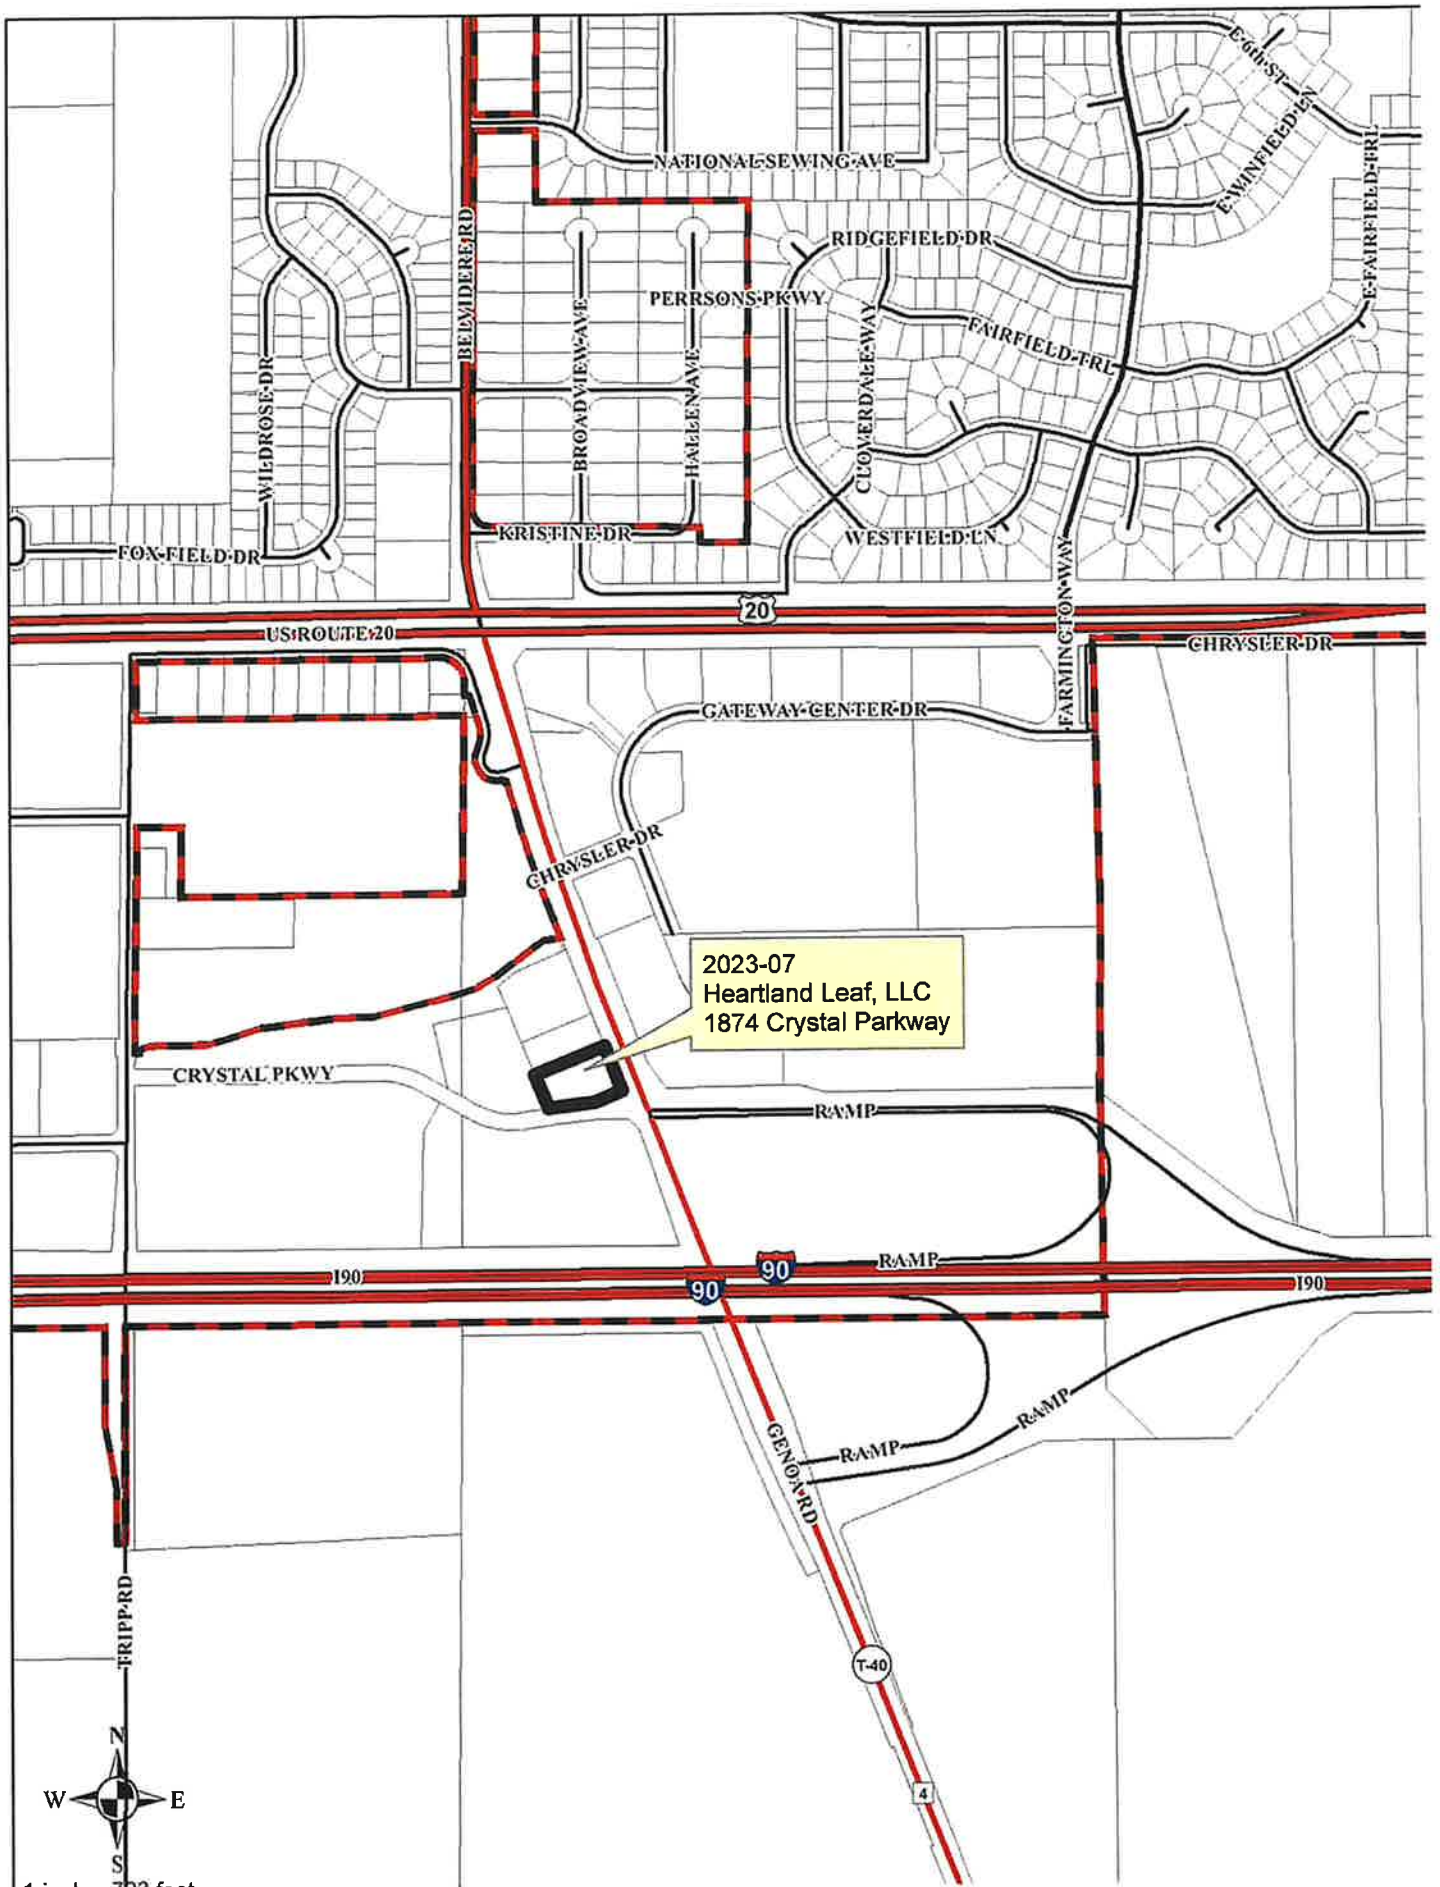 E 6th ST
NATIONAL SEWING AVE
E WINFIELD LN
E FAIRFIELD TRL
BELVIDERE RD
RIDGEFIELD DR
PERRSONS PKWY
BROADVIEW AVE
HALLEN AVE
CLOVERDALE WAY
FAIRFIELD TRL
WILDROSE DR
KRISTINE DR
WESTFIELD LN
FOX FIELD DR
FARMINGTON WAY
20
US ROUTE 20
CHRYSLER DR
GATEWAY CENTER DR
CHRYSLER DR
2023-07
Heartland Leaf, LLC
1874 Crystal Parkway
CRYSTAL PKWY
RAMP
RAMP
I90
90
90
I90
RAMP
RAMP
GENOA RD
TRIPP RD
T-40
4
N
W
E
S